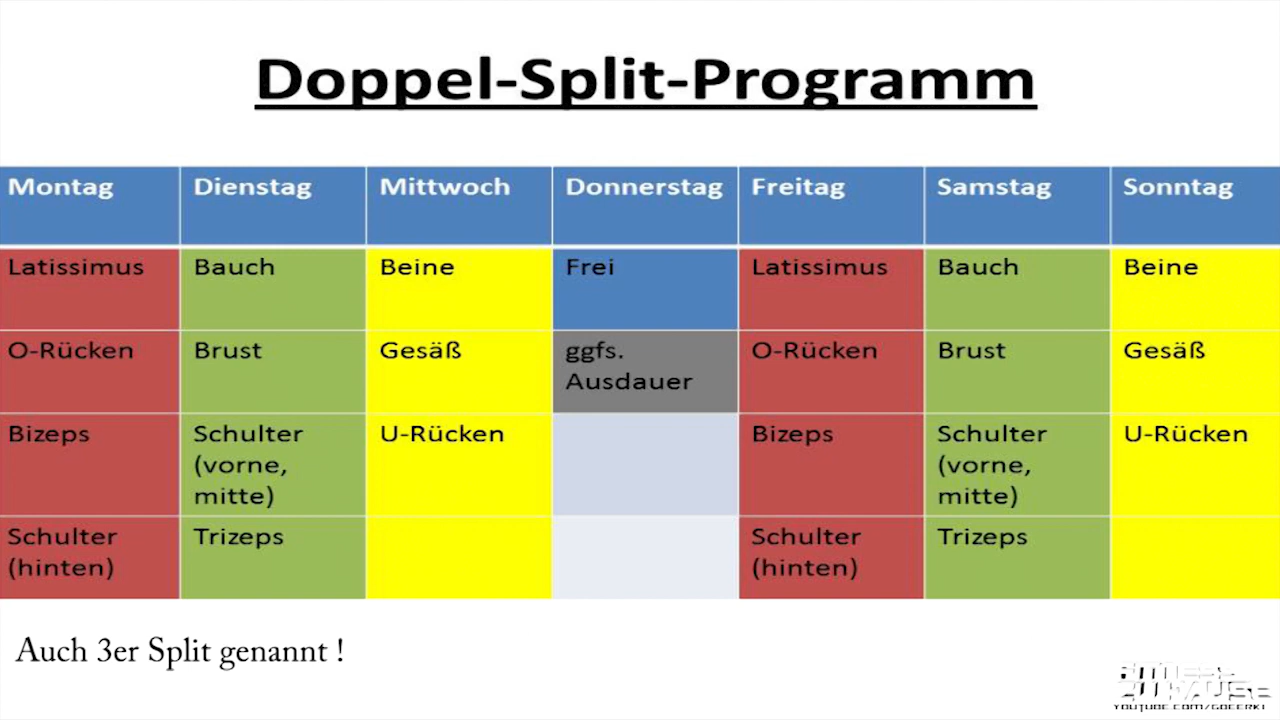 Doppel-Split-Programm
Montag Dienstag Mittwoch Donnerstag Freitag Samstag Sonntag
Latissimus Bauch Beine Frei Latissimus Bauch Beine
O-Rücken Brust Gesäß ggfs. O-Rücken Brust Gesäß
Ausdauer
Bizeps Schulter U-Rücken Bizeps Schulter U-Rücken
(vorne, (vorne,
mitte) mitte)
Schulter Trizeps Schulter Trizeps
(hinten) (hinten)
Auch 3er Split genannt !